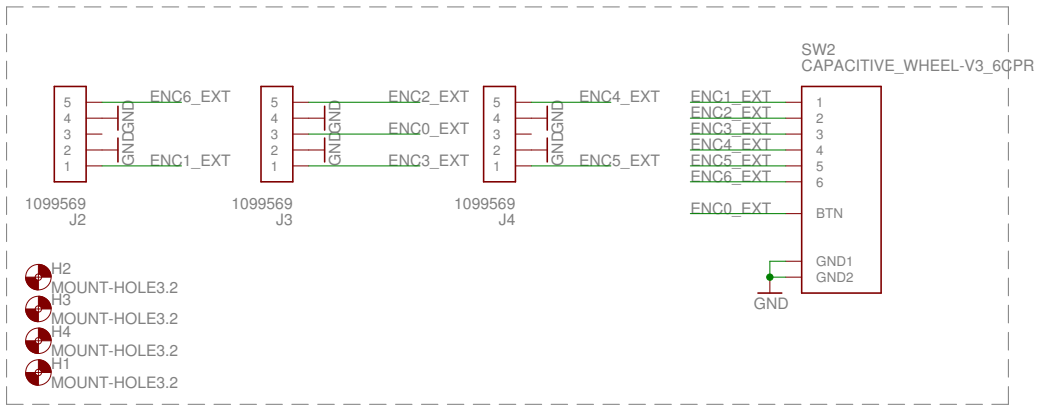 SW2
CAPACITIVE_WHEEL-V3_6CPR
5
4
3
2
1
ENC6_EXT
GND
GND
ENC1_EXT
1099569
J2
5
4
3
2
1
ENC2_EXT
GND
ENC0_EXT
GND
ENC3_EXT
1099569
J3
5
4
3
2
1
ENC4_EXT
GND
GND
ENC5_EXT
1099569
J4
ENC1_EXT 1
ENC2_EXT 2
ENC3_EXT 3
ENC4_EXT 4
ENC5_EXT 5
ENC6_EXT 6
ENC0_EXT BTN
GND1
GND2
GND
H2
MOUNT-HOLE3.2
H3
MOUNT-HOLE3.2
H4
MOUNT-HOLE3.2
H1
MOUNT-HOLE3.2